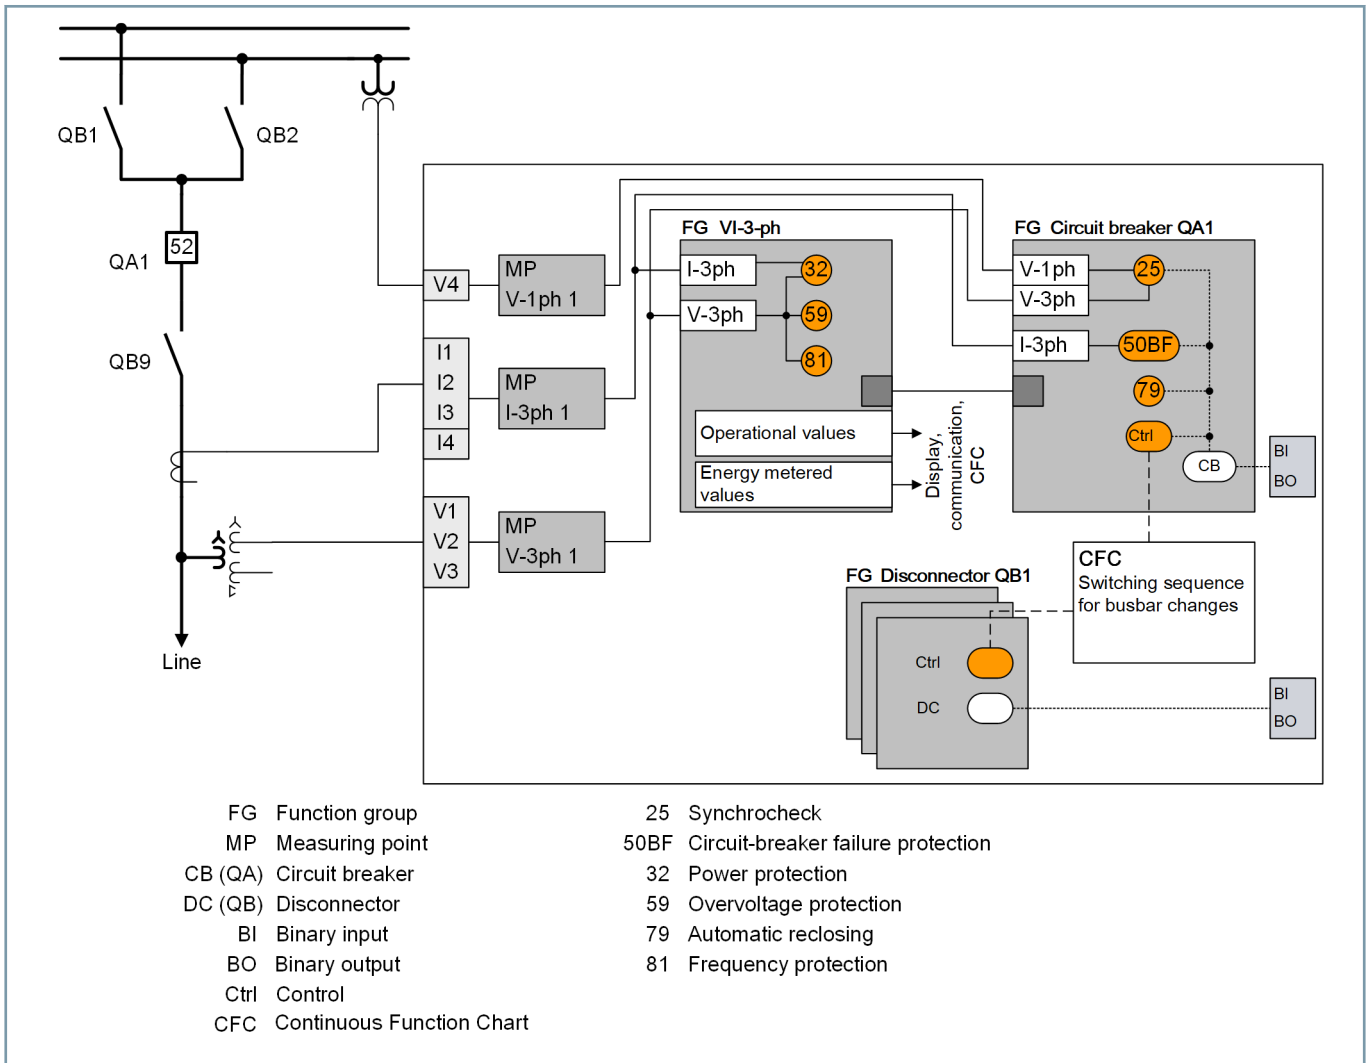 QB1
QB2
52
QA1
QB9
Line
V4
MP
V-1ph 1
I1
I2
I3
I4
MP
I-3ph 1
V1
V2
V3
MP
V-3ph 1
FG VI-3-ph
I-3ph
V-3ph
32
59
81
Operational values
Energy metered
values
Display,
communication,
CFC
FG Circuit breaker QA1
V-1ph
V-3ph
I-3ph
25
50BF
79
Ctrl
CB
BI
BO
CFC
Switching sequence
for busbar changes
FG Disconnector QB1
Ctrl
DC
BI
BO
FG Function group
MP Measuring point
CB (QA) Circuit breaker
DC (QB) Disconnector
BI Binary input
BO Binary output
Ctrl Control
CFC Continuous Function Chart
25 Synchrocheck
50BF Circuit-breaker failure protection
32 Power protection
59 Overvoltage protection
79 Automatic reclosing
81 Frequency protection